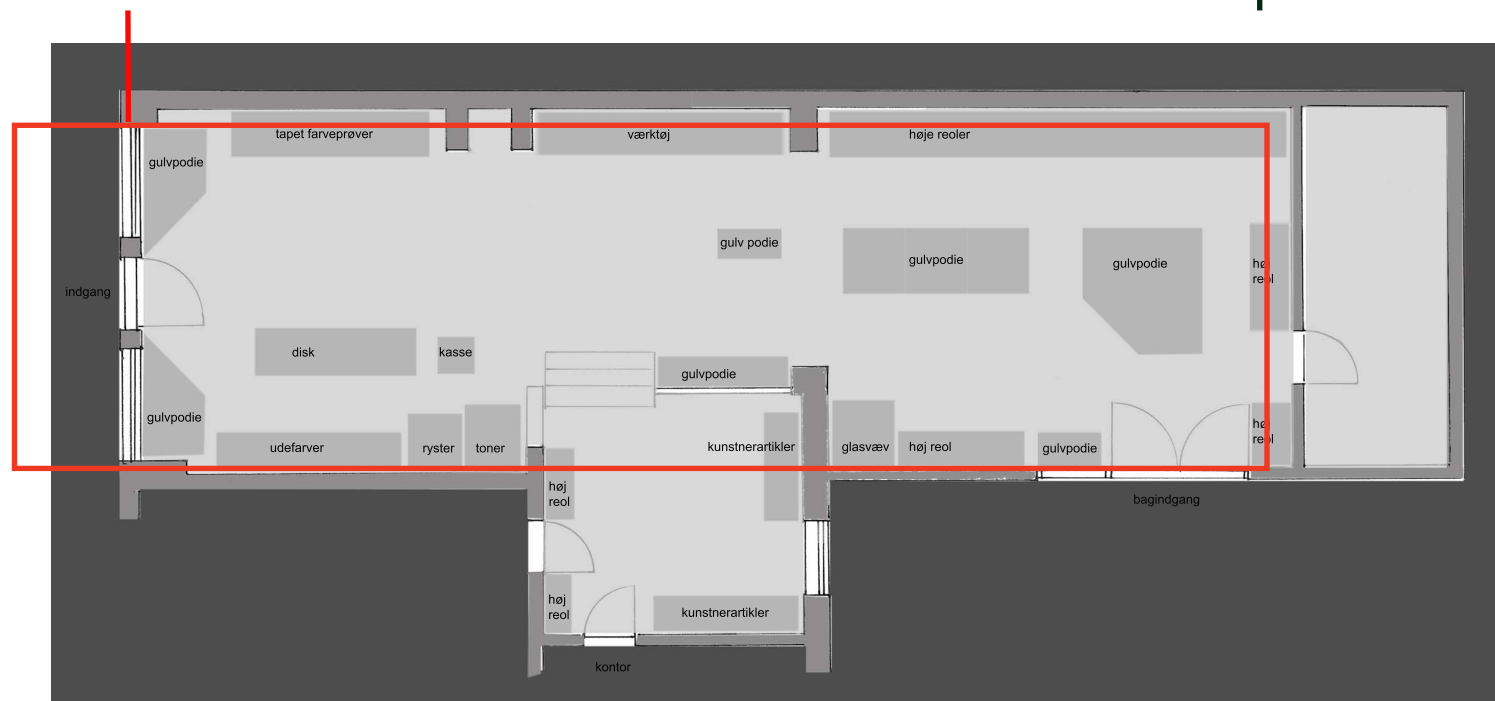 tapet farveprøver
værktøj
høje reoler
gulvpodie
gulv podie
gulvpodie
gulvpodie
høj
reol
indgang
disk
kasse
gulvpodie
gulvpodie
udefarver
ryster
toner
kunstnerartikler
glasvæv
høj reol
gulvpodie
høj
reol
høj
reol
bagindgang
høj
reol
kunstnerartikler
kontor